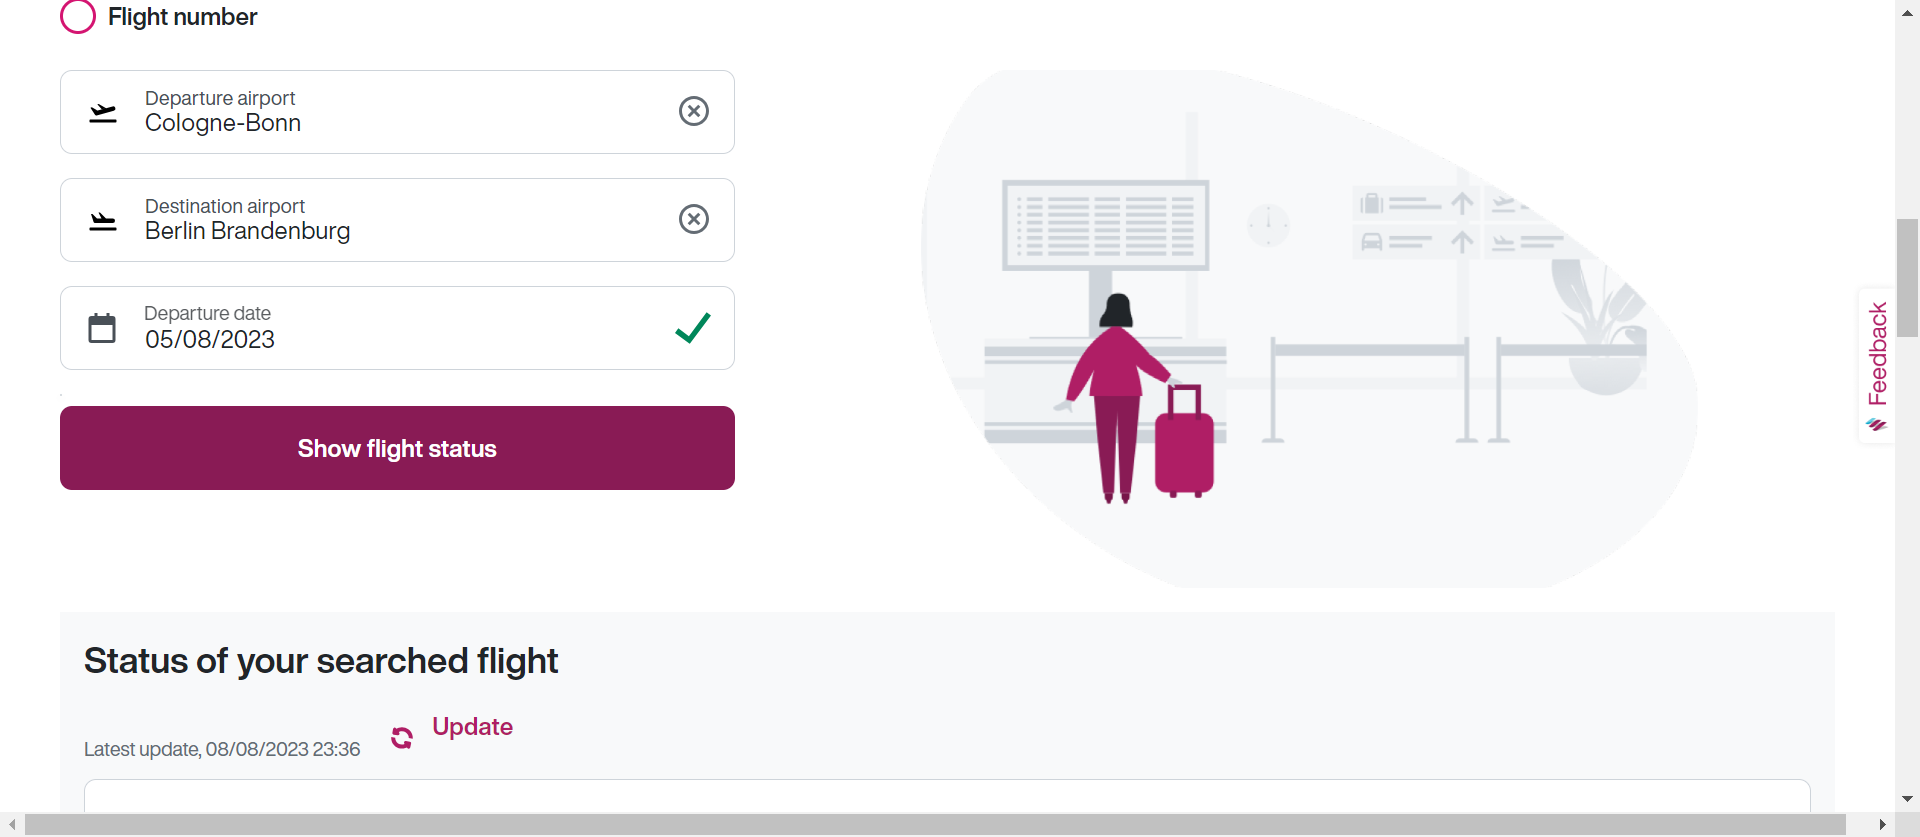 Flight number
Departure airport
Cologne-Bonn
Destination airport
Berlin Brandenburg
Departure date
05/08/2023
Show flight status
Feedback
Status of your searched flight
Update
Latest update, 08/08/2023 23:36